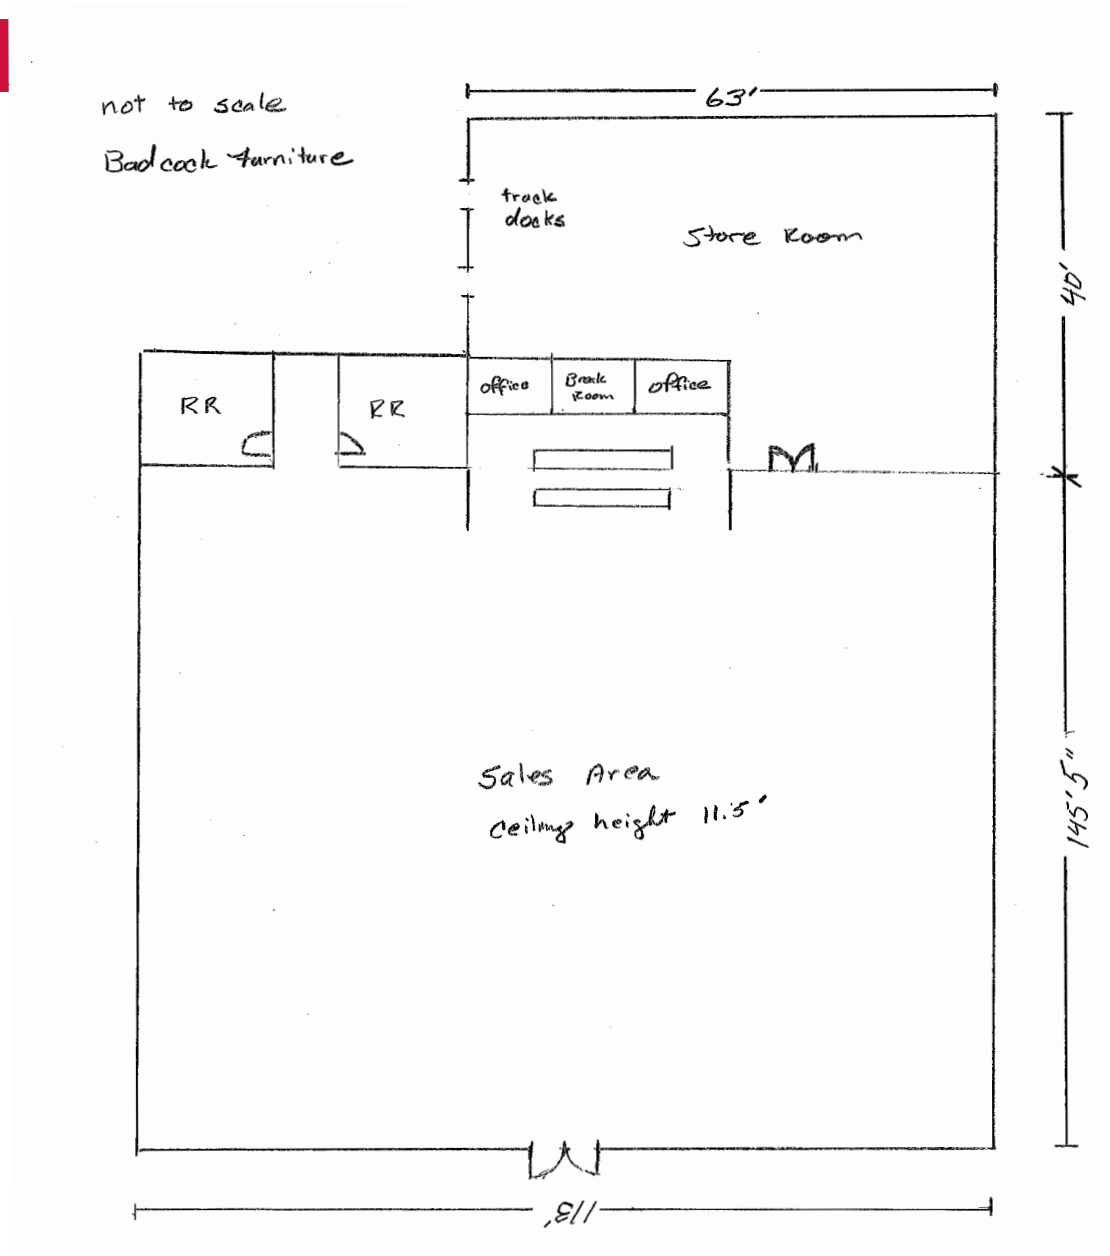 not to scale
Badcock furniture
63'
truck
docks
Store Room
40'
RR
RR
office
Break
Room
office
Sales Area
ceiling height 11.5'
145'5"
113'